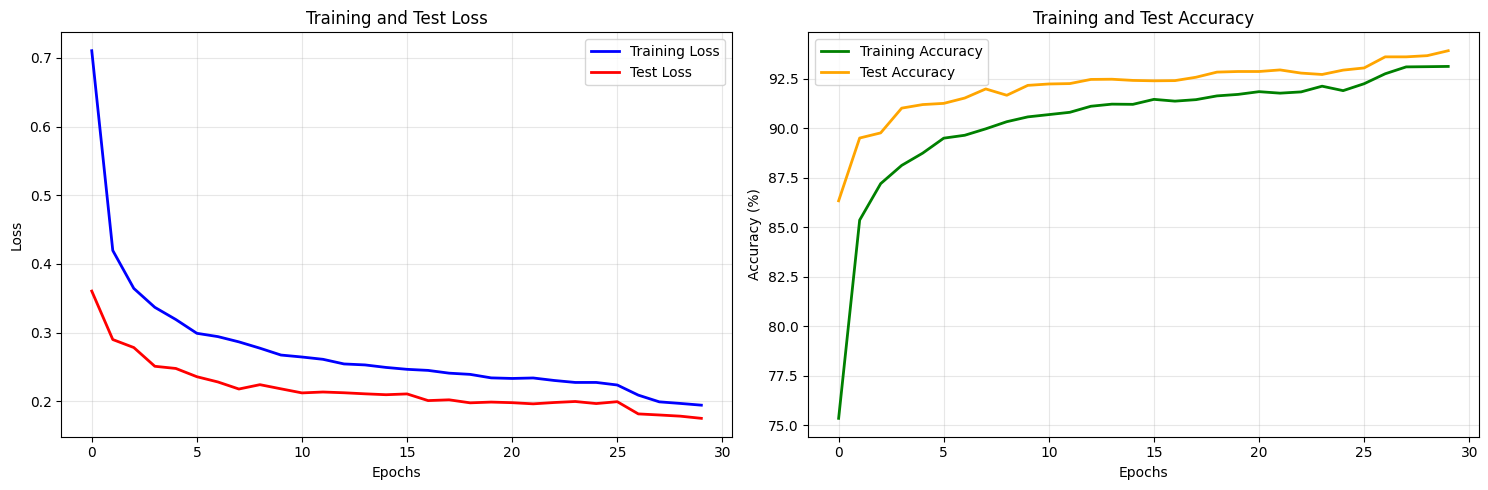 Training and Test Loss
Training Loss
Test Loss
0.7
0.6
0.5
0.4
0.3
0.2
Loss
0
5
10
15
20
25
30
Epochs
Training and Test Accuracy
Training Accuracy
Test Accuracy
92.5
90.0
87.5
85.0
82.5
80.0
77.5
75.0
Accuracy (%)
0
5
10
15
20
25
30
Epochs